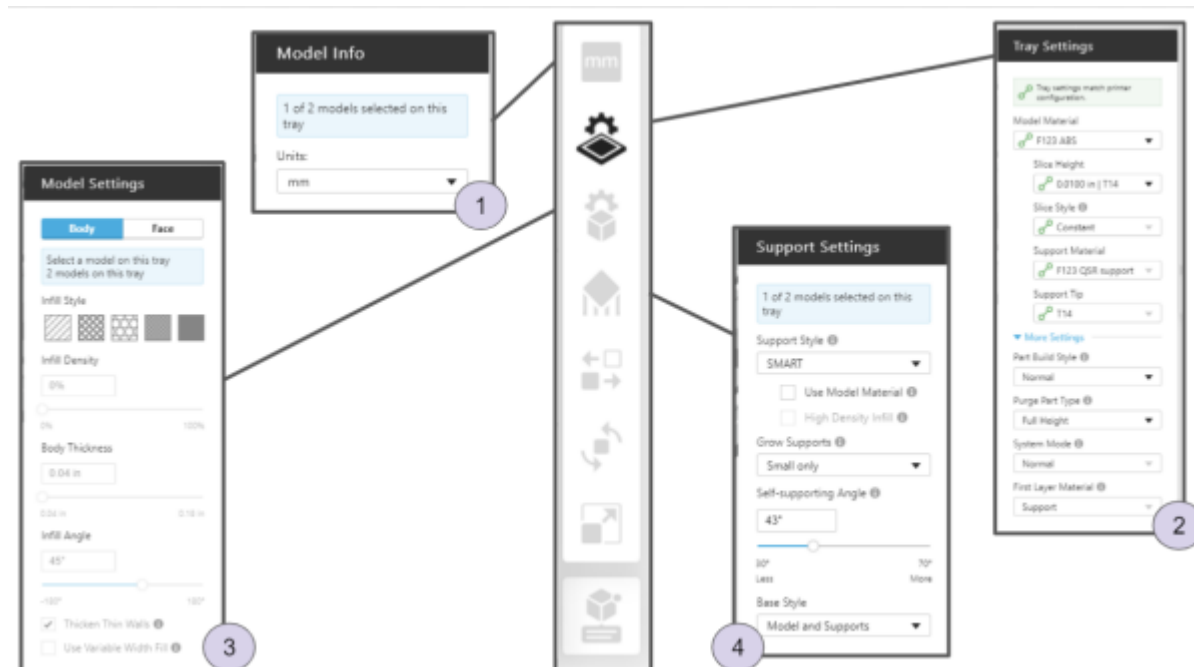 Model Info
1 of 2 models selected on this
tray
Units:
mm
1
mm
Tray Settings
Tray settings match printer
configuration.
Model Material
F123 ABS
Slice Height
0.0100 in | T14
Slice Style
Constant
Support Material
F123 QSR support
Support Tip
T14
More Settings
Part Build Style
Normal
Purge Part Type
Full Height
System Mode
Normal
First Layer Material
Support
2
Model Settings
Body Face
Select a model on this tray
2 models on this tray
Infill Style
Infill Density
0%
0% 100%
Body Thickness
0.04 in
0.04 in 0.18 in
Infill Angle
45°
-180° 180°
Thicken Thin Walls
Use Variable Width Fill
3
Support Settings
1 of 2 models selected on this
tray
Support Style
SMART
Use Model Material
High Density Infill
Grow Supports
Small only
Self-supporting Angle
43°
30° 70°
Less More
Base Style
Model and Supports
4